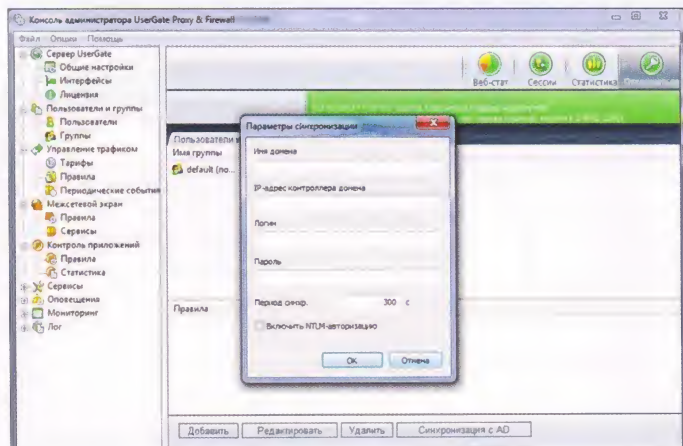 Консоль администратора UserGate Proxy & Firewall
Файл Опции Помощь
Сервер UserGate
Общие настройки
Интерфейсы
Лицензия
Пользователи и группы
Пользователи
Группы
Управление трафиком
Тарифы
Правила
Периодические события
Межсетевой экран
Правила
Сервисы
Контроль приложений
Правила
Статистика
Сервисы
Оповещения
Мониторинг
Лог
Веб-стат Сессии Статистика
Пользователи
Имя группы
default (no...
Правила
Параметры синхронизации
Имя домена
IP-адрес контроллера домена
Логин
Пароль
Период синхр. 300 с
Включить NTLM-авторизацию
OK Отмена
Добавить Редактировать Удалить Синхронизация с AD